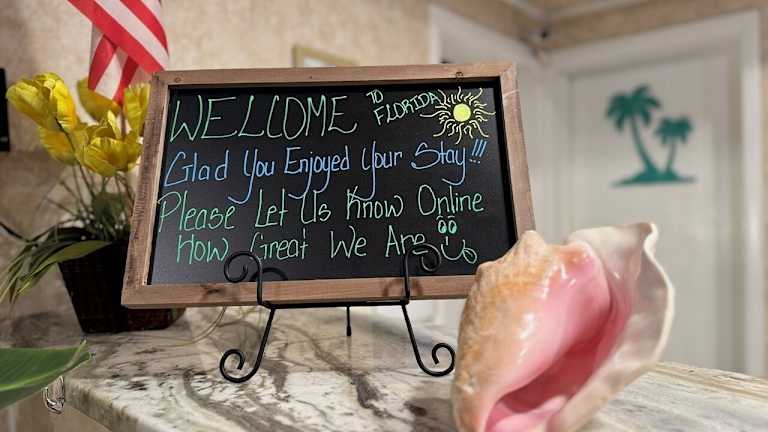 WELCOME TO FLORIDA
Glad You Enjoyed Your Stay!!!
Please Let Us Know Online
How Great We Are